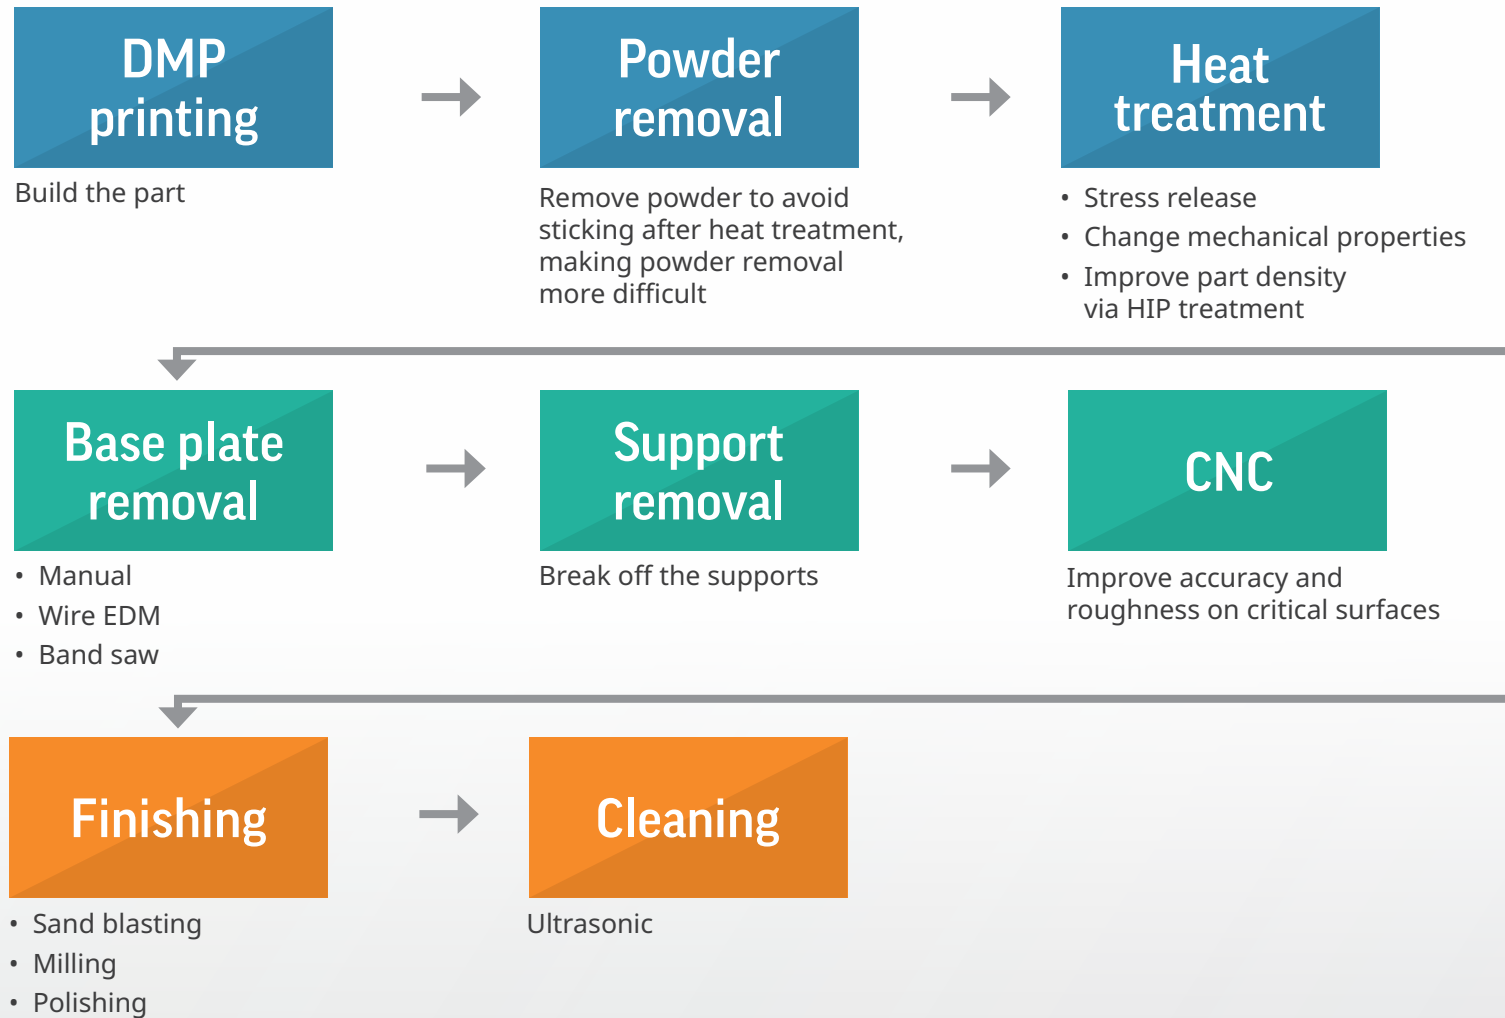 DMP
printing
Build the part
Powder
removal
Remove powder to avoid
sticking after heat treatment,
making powder removal
more difficult
Heat
treatment
• Stress release
• Change mechanical properties
• Improve part density
via HIP treatment
Base plate
removal
• Manual
• Wire EDM
• Band saw
Support
removal
Break off the supports
CNC
Improve accuracy and
roughness on critical surfaces
Finishing
• Sand blasting
• Milling
• Polishing
Cleaning
Ultrasonic